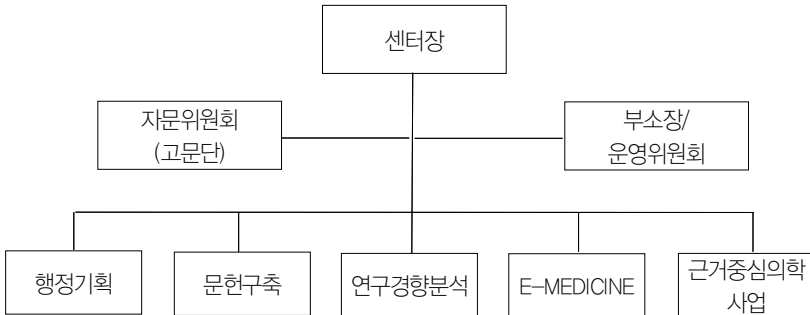 센터장
자문위원회
(고문단)
부소장/
운영위원회
행정기획
문헌구축
연구경향분석
E-MEDICINE
근거중심의학
사업